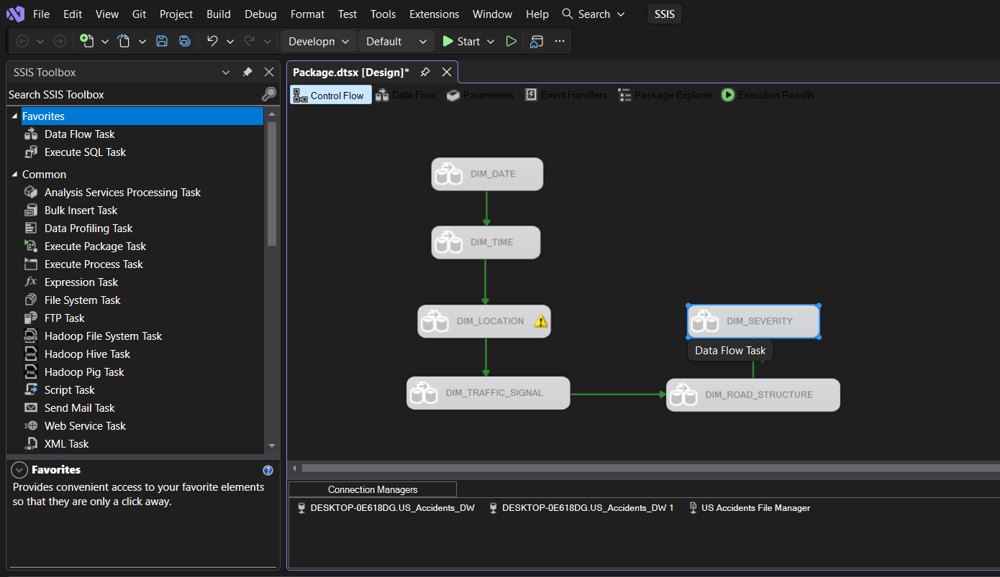 File Edit View Git Project Build Debug Format Test Tools Extensions Window Help Search SSIS
Developn Default Start
SSIS Toolbox
Search SSIS Toolbox
Favorites
Data Flow Task
Execute SQL Task
Common
Analysis Services Processing Task
Bulk Insert Task
Data Profiling Task
Execute Package Task
Execute Process Task
Expression Task
File System Task
FTP Task
Hadoop File System Task
Hadoop Hive Task
Hadoop Pig Task
Script Task
Send Mail Task
Web Service Task
XML Task
Favorites
Provides convenient access to your favorite elements
so that they are only a click away.
Package.dtsx [Design]*
Control Flow Data Flow Parameters Event Handlers Package Explorer Execution Results
DIM_DATE
DIM_TIME
DIM_LOCATION
DIM_SEVERITY
Data Flow Task
DIM_TRAFFIC_SIGNAL
DIM_ROAD_STRUCTURE
Connection Managers
DESKTOP-0E618DG.US_Accidents_DW DESKTOP-0E618DG.US_Accidents_DW 1 US Accidents File Manager